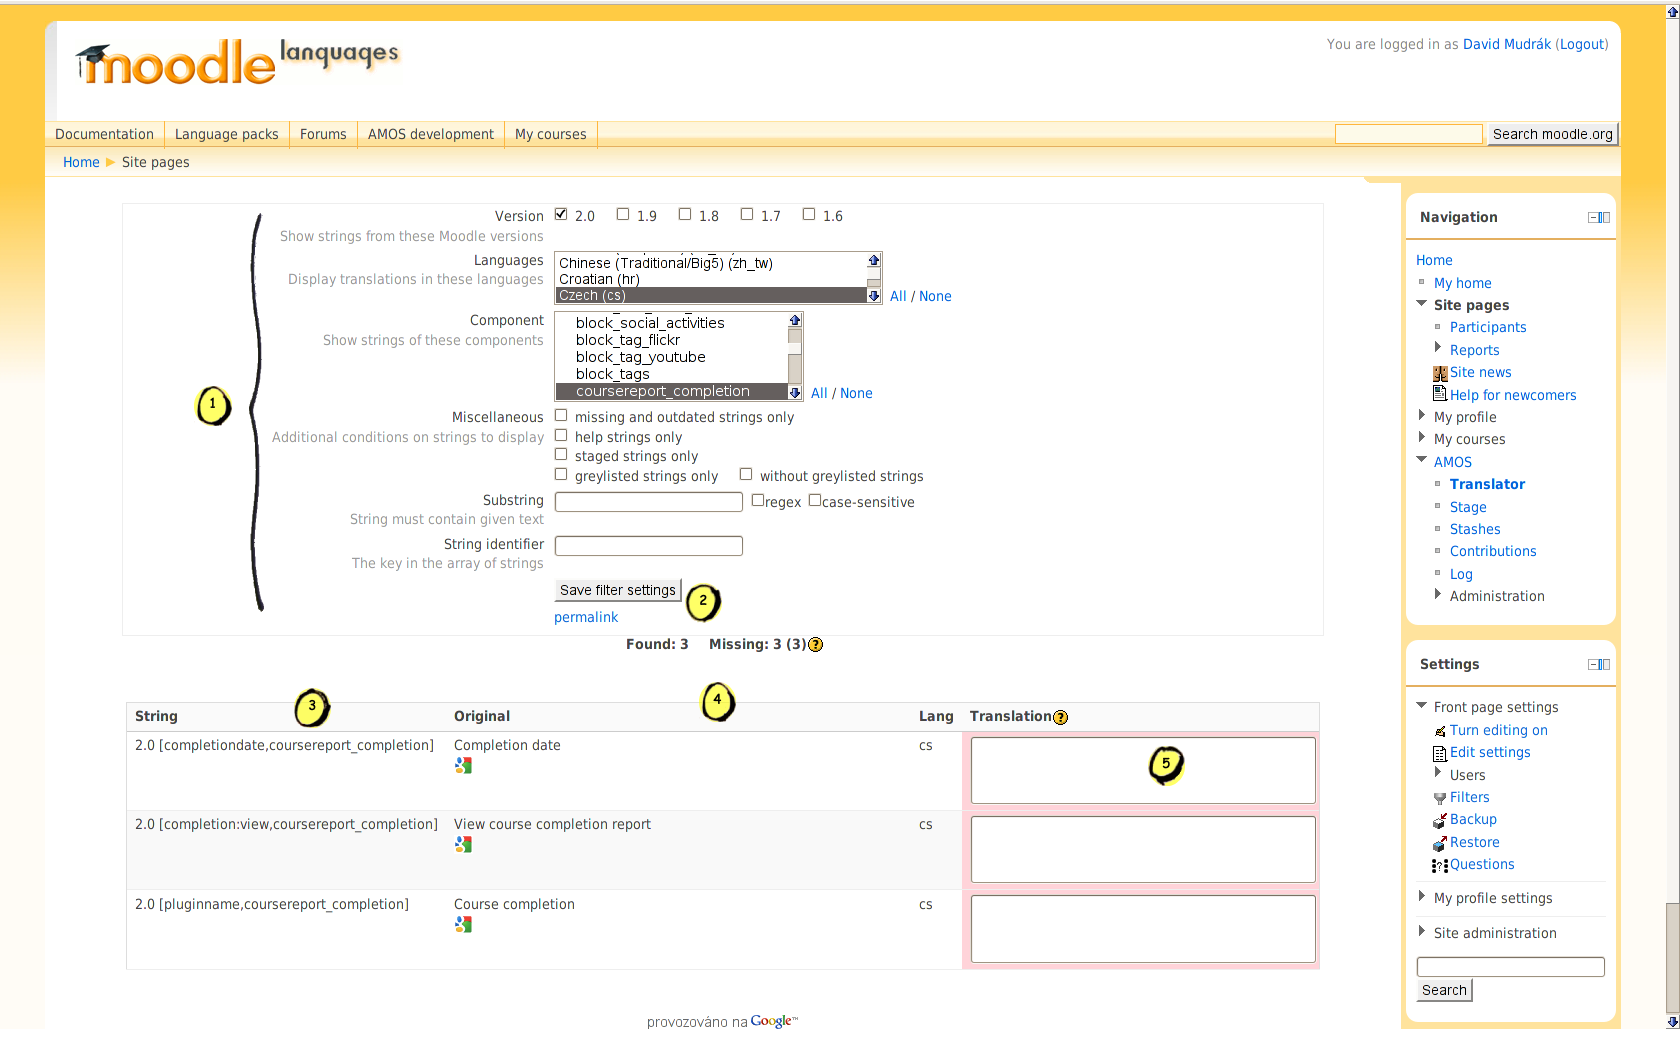 moodle languages
You are logged in as David Mudrák (Logout)
Documentation Language packs Forums AMOS development My courses Search moodle.org
Home Site pages
Version 2.0 1.9 1.8 1.7 1.6
Show strings from these Moodle versions
Languages
Display translations in these languages
Chinese (Traditional/Big5) (zh_tw)
Croatian (hr)
Czech (cs)
All / None
Component
Show strings of these components
block_social_activities
block_tag_flickr
block_tag_youtube
block_tags
coursereport_completion
All / None
1
Miscellaneous missing and outdated strings only
Additional conditions on strings to display help strings only
staged strings only
greylisted strings only without greylisted strings
Substring regex case-sensitive
String must contain given text
String identifier
The key in the array of strings
Save filter settings 2
permalink
Found: 3 Missing: 3 (3)
3 4
String Original Lang Translation
2.0 [completiondate,coursereport_completion] Completion date cs
5
2.0 [completion:view,coursereport_completion] View course completion report cs
2.0 [pluginname,coursereport_completion] Course completion cs
provozováno na Google™
Navigation
Home
My home
Site pages
Participants
Reports
Site news
Help for newcomers
My profile
My courses
AMOS
Translator
Stage
Stashes
Contributions
Log
Administration
Settings
Front page settings
Turn editing on
Edit settings
Users
Filters
Backup
Restore
Questions
My profile settings
Site administration
Search